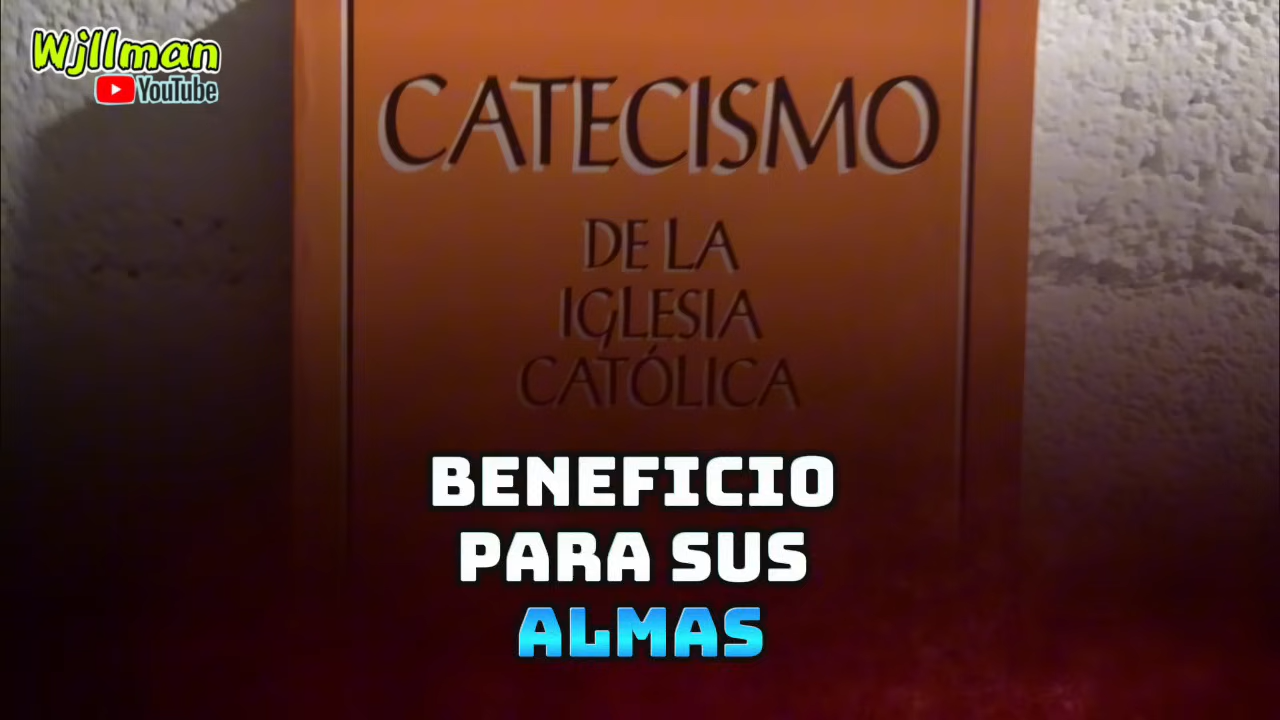 Wjllman
YouTube
CATECISMO
DE LA
IGLESIA
CATÓLICA
BENEFICIO
PARA SUS
ALMAS